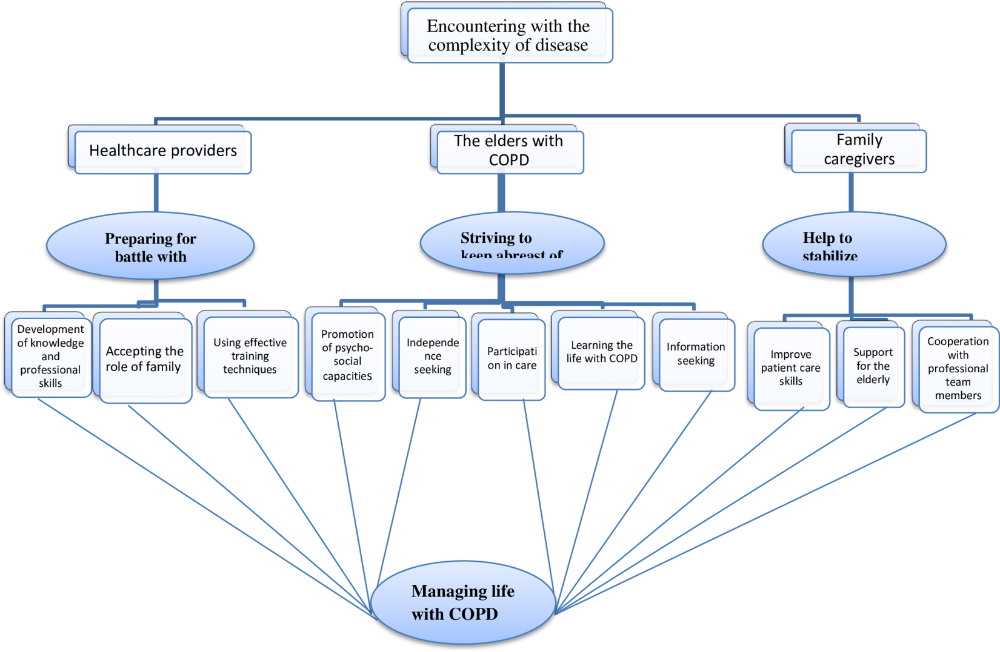 Encountering with the
complexity of disease
Healthcare providers
The elders with
COPD
Family
caregivers
Preparing for
battle with
Striving to
keep abreast of
Help to
stabilize
Development
of knowledge
and
professional
skills
Accepting the
role of family
Using effective
training
techniques
Promotion
of psycho-
social
capacities
Independe
nce
seeking
Participati
on in care
Learning the
life with COPD
Information
seeking
Improve
patient care
skills
Support
for the
elderly
Cooperation
with
professional
team
members
Managing life
with COPD